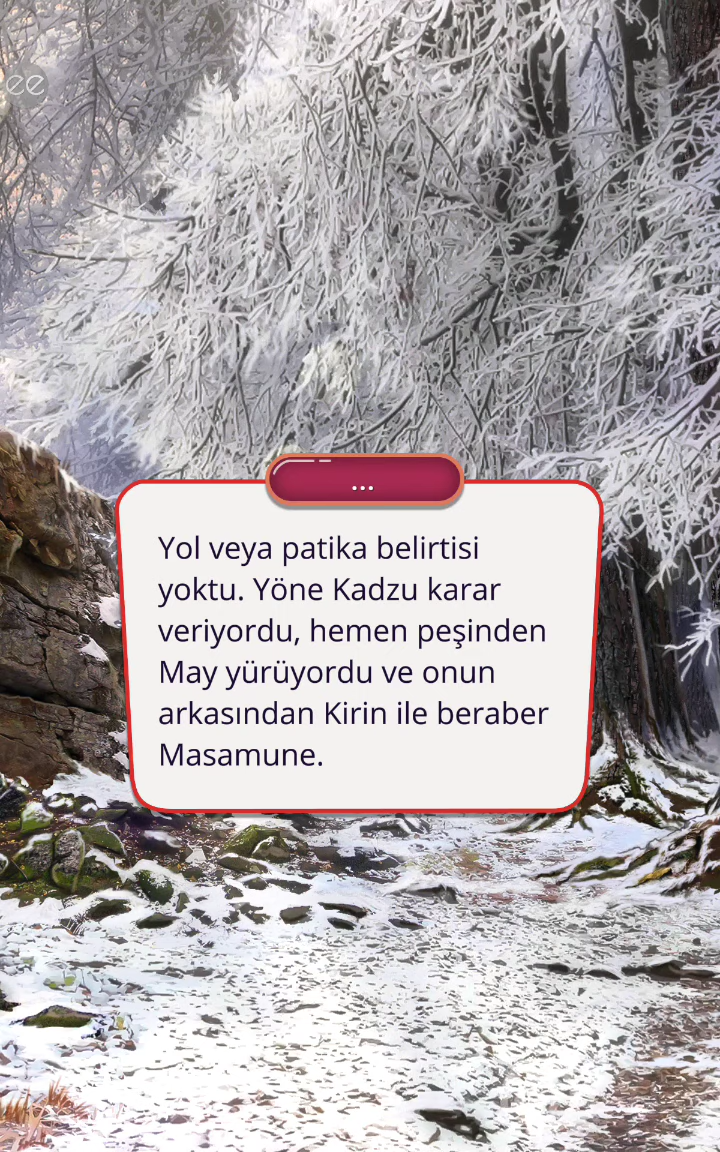 ee
...
Yol veya patika belirtisi
yoktu. Yöne Kadzu karar
veriyordu, hemen peşinden
May yürüyordu ve onun
arkasından Kirin ile beraber
Masamune.